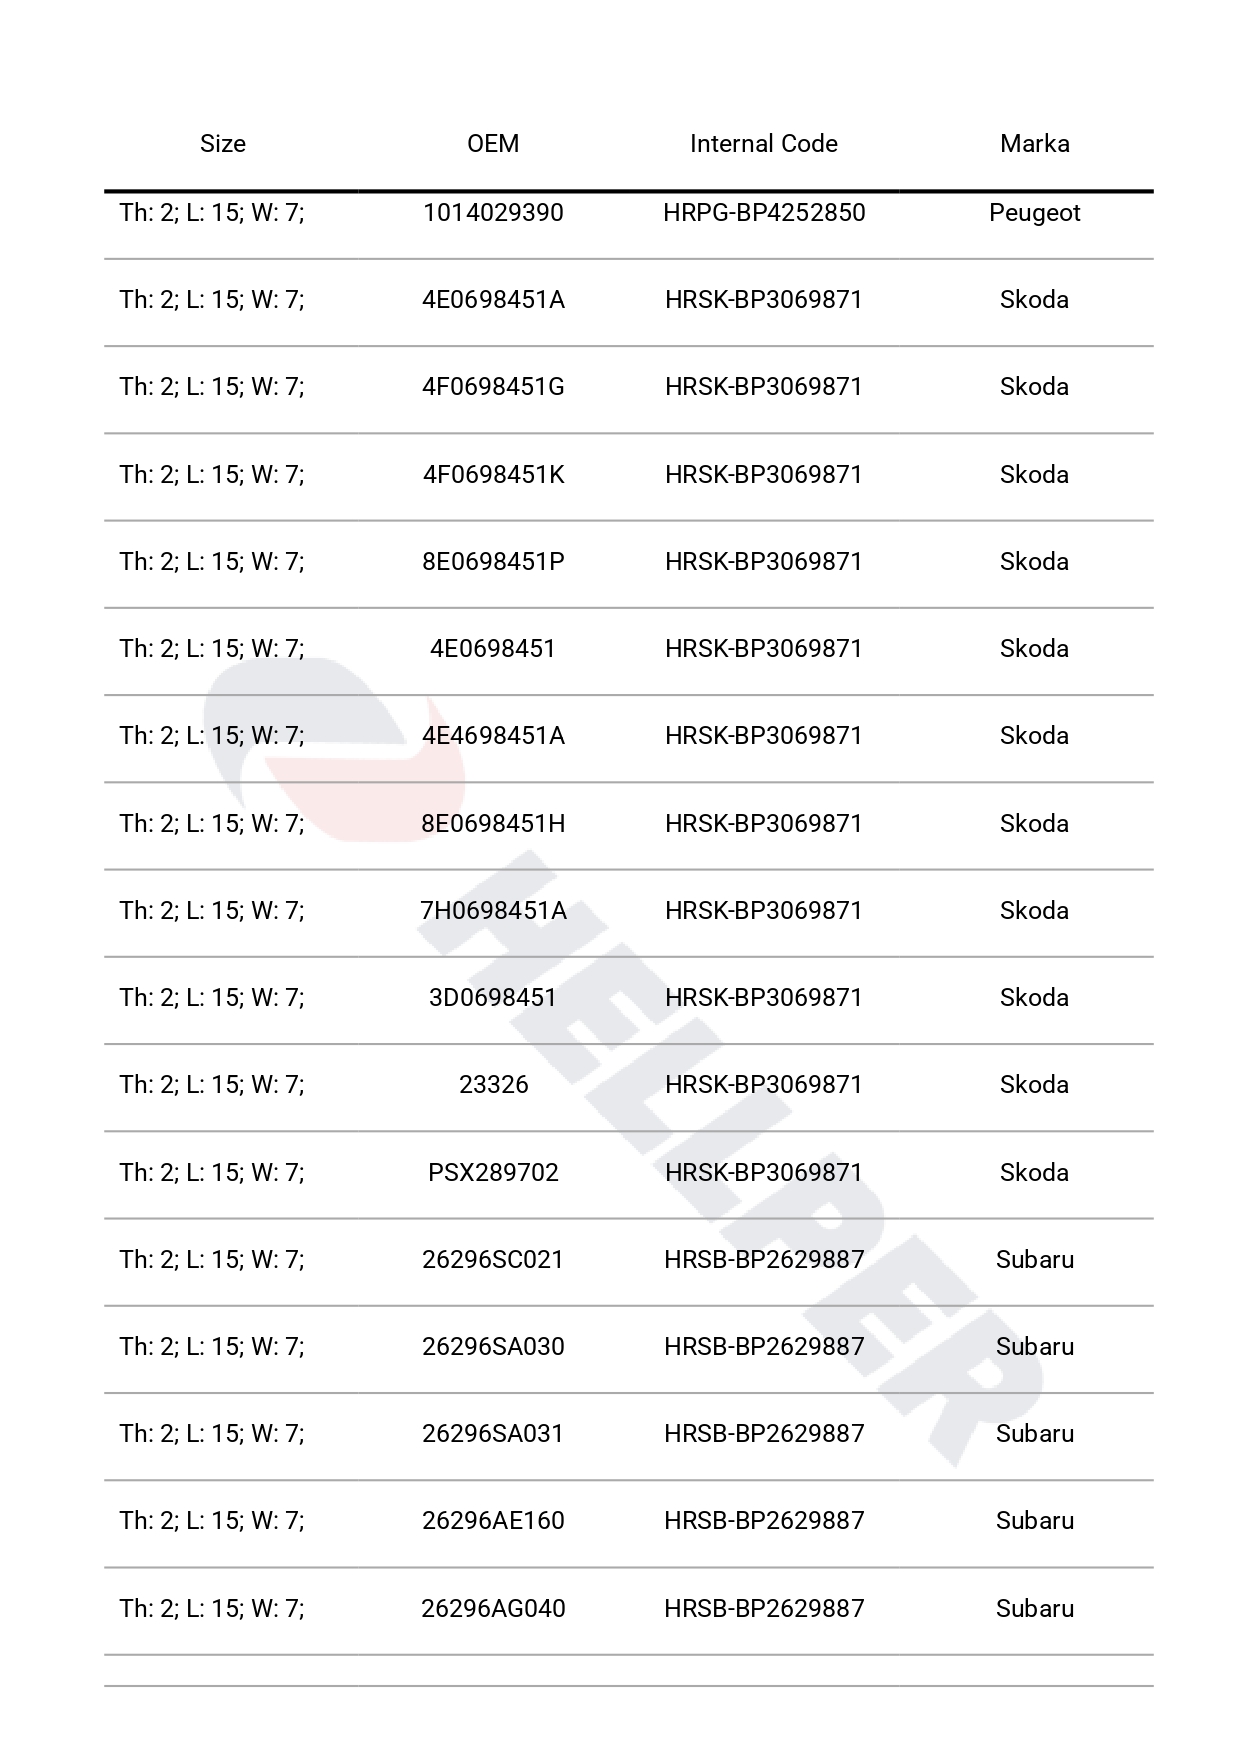 Size OEM Internal Code Marka
Th: 2; L: 15; W: 7; 1014029390 HRPG-BP4252850 Peugeot
Th: 2; L: 15; W: 7; 4E0698451A HRSK-BP3069871 Skoda
Th: 2; L: 15; W: 7; 4F0698451G HRSK-BP3069871 Skoda
Th: 2; L: 15; W: 7; 4F0698451K HRSK-BP3069871 Skoda
Th: 2; L: 15; W: 7; 8E0698451P HRSK-BP3069871 Skoda
Th: 2; L: 15; W: 7; 4E0698451 HRSK-BP3069871 Skoda
Th: 2; L: 15; W: 7; 4E4698451A HRSK-BP3069871 Skoda
Th: 2; L: 15; W: 7; 8E0698451H HRSK-BP3069871 Skoda
Th: 2; L: 15; W: 7; 7H0698451A HRSK-BP3069871 Skoda
Th: 2; L: 15; W: 7; 3D0698451 HRSK-BP3069871 Skoda
Th: 2; L: 15; W: 7; 23326 HRSK-BP3069871 Skoda
Th: 2; L: 15; W: 7; PSX289702 HRSK-BP3069871 Skoda
Th: 2; L: 15; W: 7; 26296SC021 HRSB-BP2629887 Subaru
Th: 2; L: 15; W: 7; 26296SA030 HRSB-BP2629887 Subaru
Th: 2; L: 15; W: 7; 26296SA031 HRSB-BP2629887 Subaru
Th: 2; L: 15; W: 7; 26296AE160 HRSB-BP2629887 Subaru
Th: 2; L: 15; W: 7; 26296AG040 HRSB-BP2629887 Subaru
HELLPER